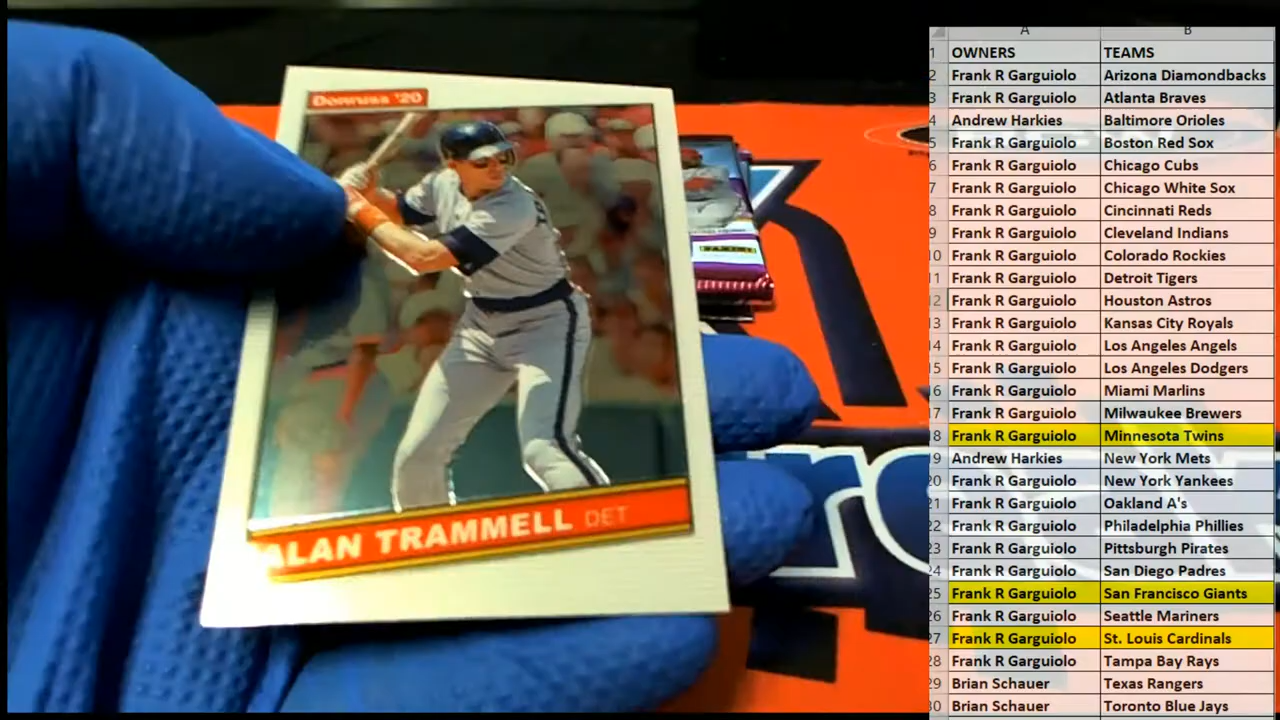 Donruss '20
ALAN TRAMMELL DET
PANINI
A B
1 OWNERS TEAMS
2 Frank R Garguiolo Arizona Diamondbacks
3 Frank R Garguiolo Atlanta Braves
4 Andrew Harkies Baltimore Orioles
5 Frank R Garguiolo Boston Red Sox
6 Frank R Garguiolo Chicago Cubs
7 Frank R Garguiolo Chicago White Sox
8 Frank R Garguiolo Cincinnati Reds
9 Frank R Garguiolo Cleveland Indians
10 Frank R Garguiolo Colorado Rockies
11 Frank R Garguiolo Detroit Tigers
12 Frank R Garguiolo Houston Astros
13 Frank R Garguiolo Kansas City Royals
14 Frank R Garguiolo Los Angeles Angels
15 Frank R Garguiolo Los Angeles Dodgers
16 Frank R Garguiolo Miami Marlins
17 Frank R Garguiolo Milwaukee Brewers
18 Frank R Garguiolo Minnesota Twins
19 Andrew Harkies New York Mets
20 Frank R Garguiolo New York Yankees
21 Frank R Garguiolo Oakland A's
22 Frank R Garguiolo Philadelphia Phillies
23 Frank R Garguiolo Pittsburgh Pirates
24 Frank R Garguiolo San Diego Padres
25 Frank R Garguiolo San Francisco Giants
26 Frank R Garguiolo Seattle Mariners
27 Frank R Garguiolo St. Louis Cardinals
28 Frank R Garguiolo Tampa Bay Rays
29 Brian Schauer Texas Rangers
30 Brian Schauer Toronto Blue Jays